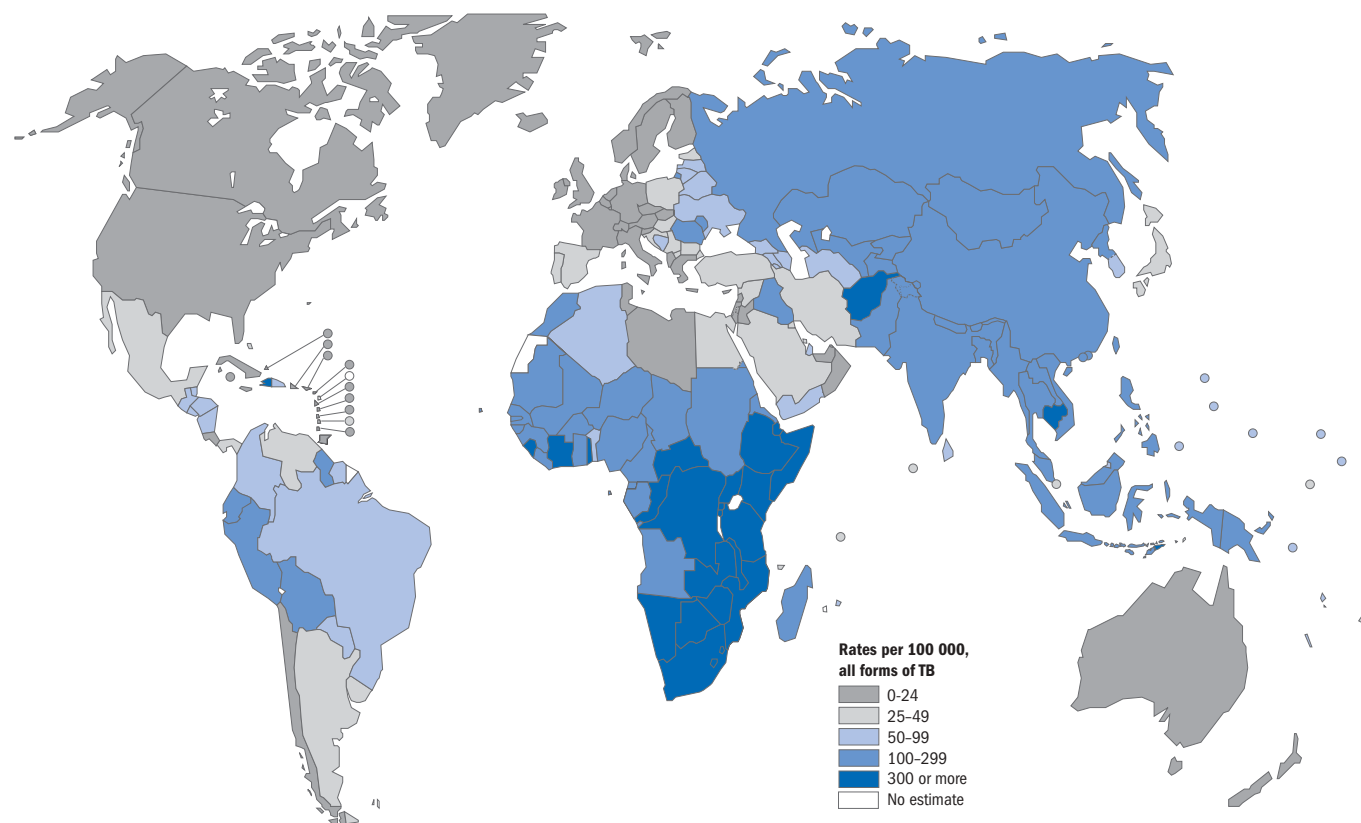 Rates per 100 000,
all forms of TB
0-24
25–49
50–99
100–299
300 or more
No estimate